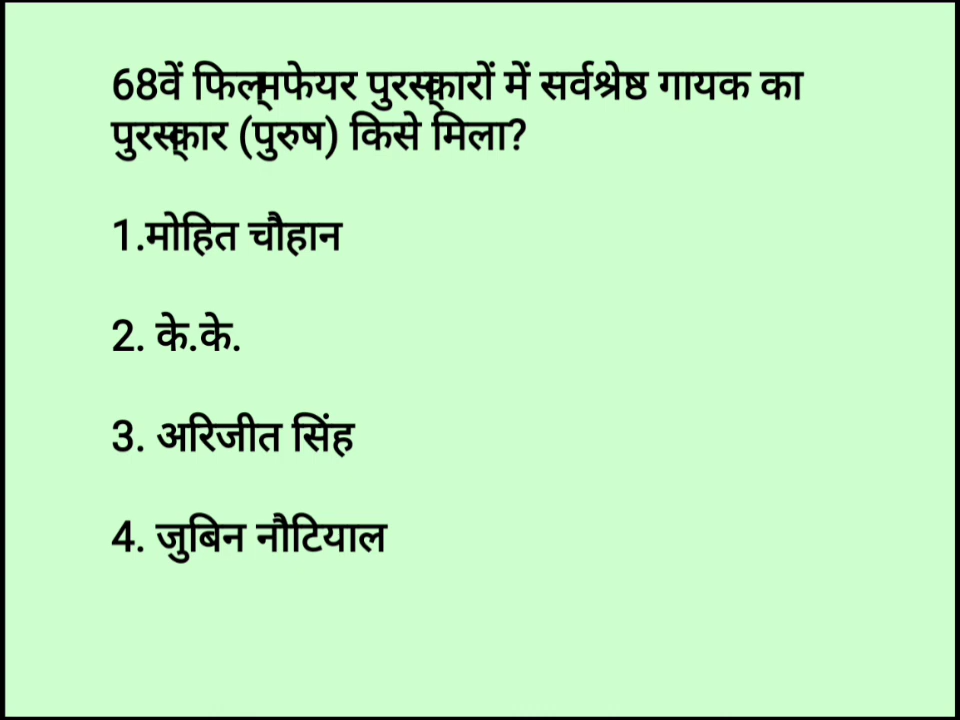 68वें फिल्मफेयर पुरस्कारों में सर्वश्रेष्ठ गायक का
पुरस्कार (पुरुष) किसे मिला?
1.मोहित चौहान
2. के.के.
3. अरिजीत सिंह
4. जुबिन नौटियाल